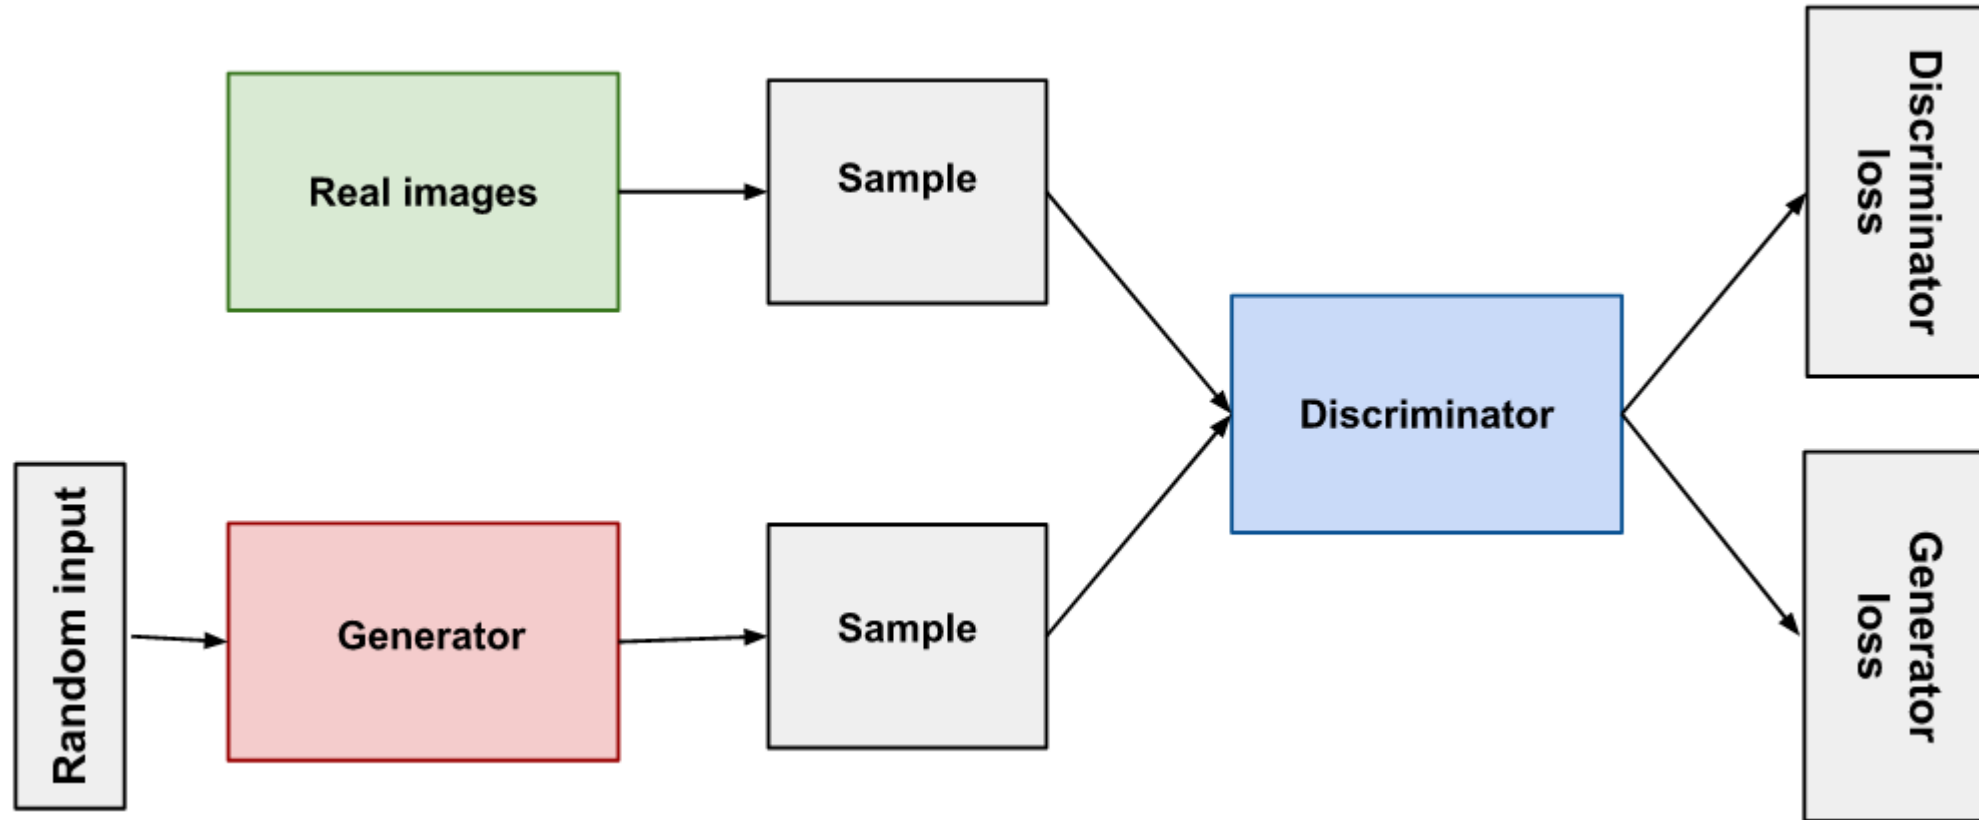 Real images
Sample
Discriminator
loss
Discriminator
Random input
Generator
Sample
Generator
loss